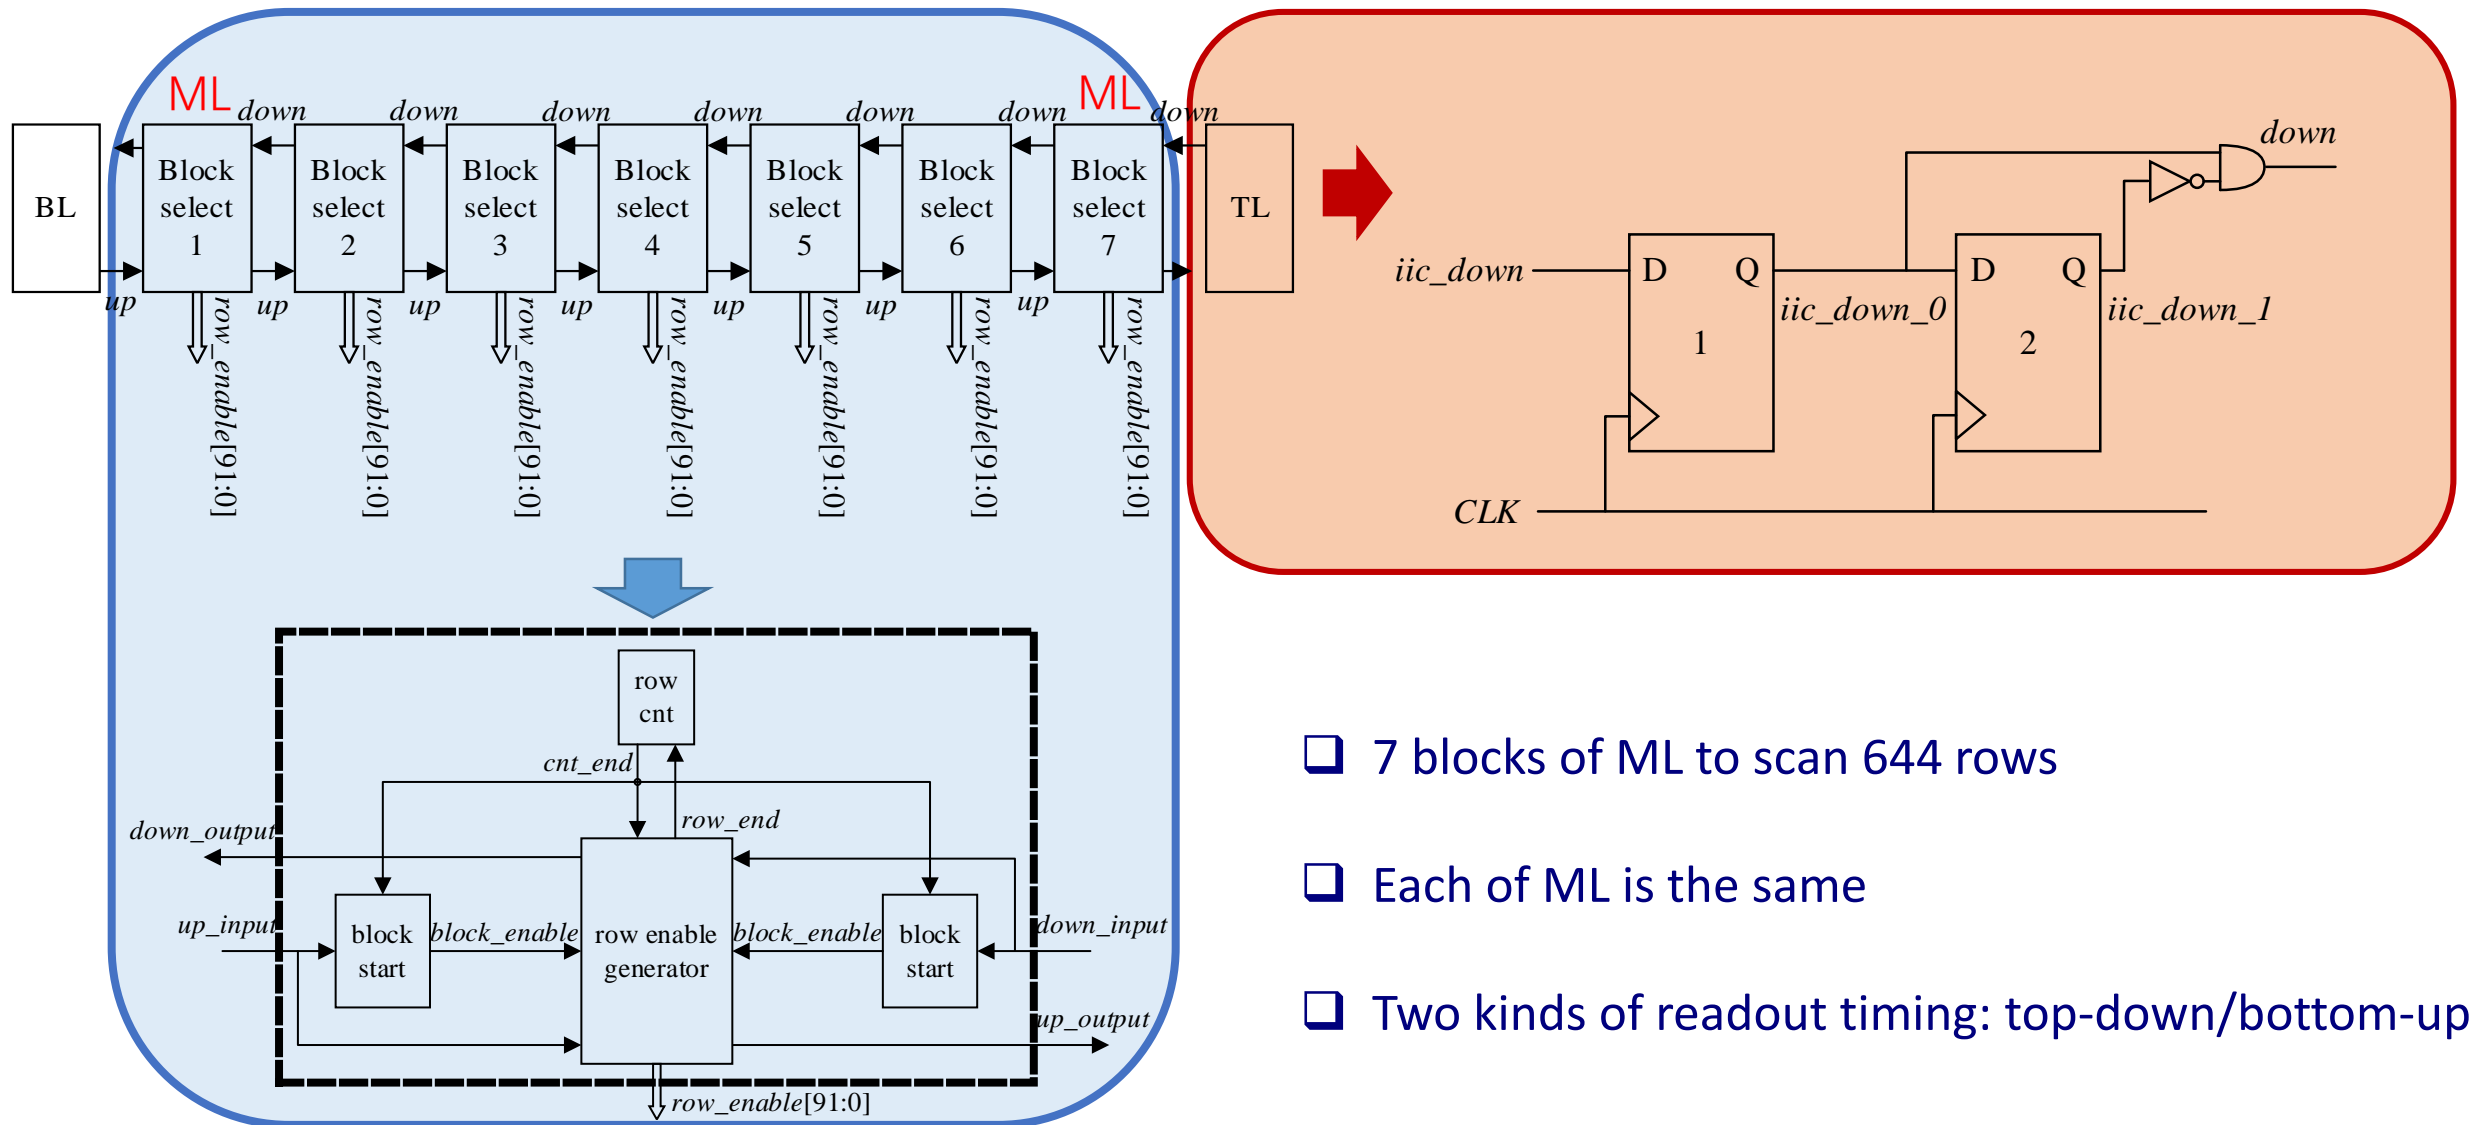 ML
ML
down
down
down
down
down
down
down
BL
Block
select
1
Block
select
2
Block
select
3
Block
select
4
Block
select
5
Block
select
6
Block
select
7
TL
up
up
up
up
up
up
up
row_enable[91:0]
row_enable[91:0]
row_enable[91:0]
row_enable[91:0]
row_enable[91:0]
row_enable[91:0]
row_enable[91:0]
down
iic_down
D
Q
1
iic_down_0
D
Q
2
iic_down_1
CLK
row
cnt
cnt_end
row_end
down_output
up_input
block
start
block_enable
row enable
generator
block_enable
block
start
down_input
up_output
row_enable[91:0]
7 blocks of ML to scan 644 rows
Each of ML is the same
Two kinds of readout timing: top-down/bottom-up